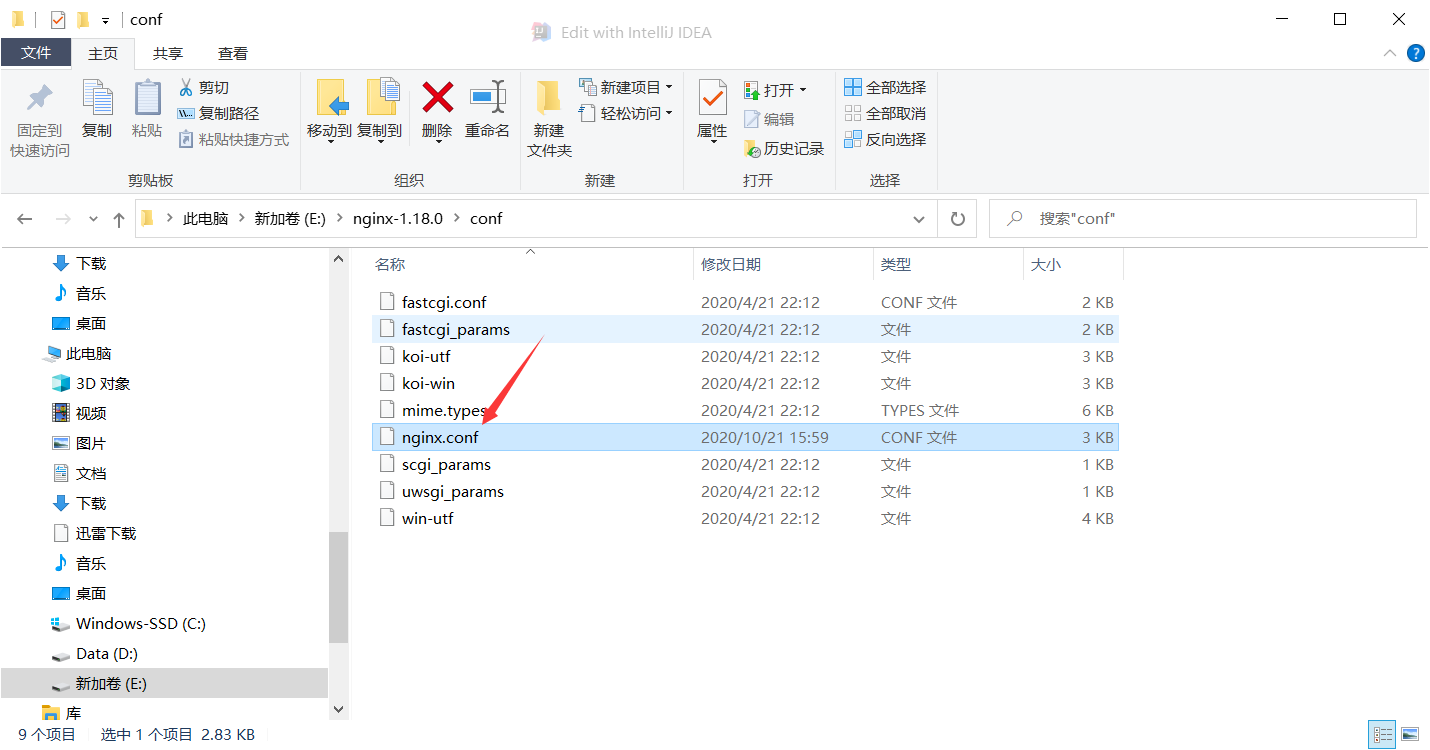 conf
Edit with IntelliJ IDEA
文件 主页 共享 查看
固定到
快速访问
复制
粘贴
剪切
复制路径
粘贴快捷方式
剪贴板
移动到
复制到
删除
重命名
组织
新建
文件夹
新建项目
轻松访问
新建
属性
打开
编辑
历史记录
打开
全部选择
全部取消
反向选择
选择
此电脑 新加卷 (E:) nginx-1.18.0 conf
搜索"conf"
下载
音乐
桌面
此电脑
3D 对象
视频
图片
文档
下载
迅雷下载
音乐
桌面
Windows-SSD (C:)
Data (D:)
新加卷 (E:)
库
名称 修改日期 类型 大小
fastcgi.conf 2020/4/21 22:12 CONF 文件 2 KB
fastcgi_params 2020/4/21 22:12 文件 2 KB
koi-utf 2020/4/21 22:12 文件 3 KB
koi-win 2020/4/21 22:12 文件 3 KB
mime.types 2020/4/21 22:12 TYPES 文件 6 KB
nginx.conf 2020/10/21 15:59 CONF 文件 3 KB
scgi_params 2020/4/21 22:12 文件 1 KB
uwsgi_params 2020/4/21 22:12 文件 1 KB
win-utf 2020/4/21 22:12 文件 4 KB
9 个项目 选中 1 个项目 2.83 KB